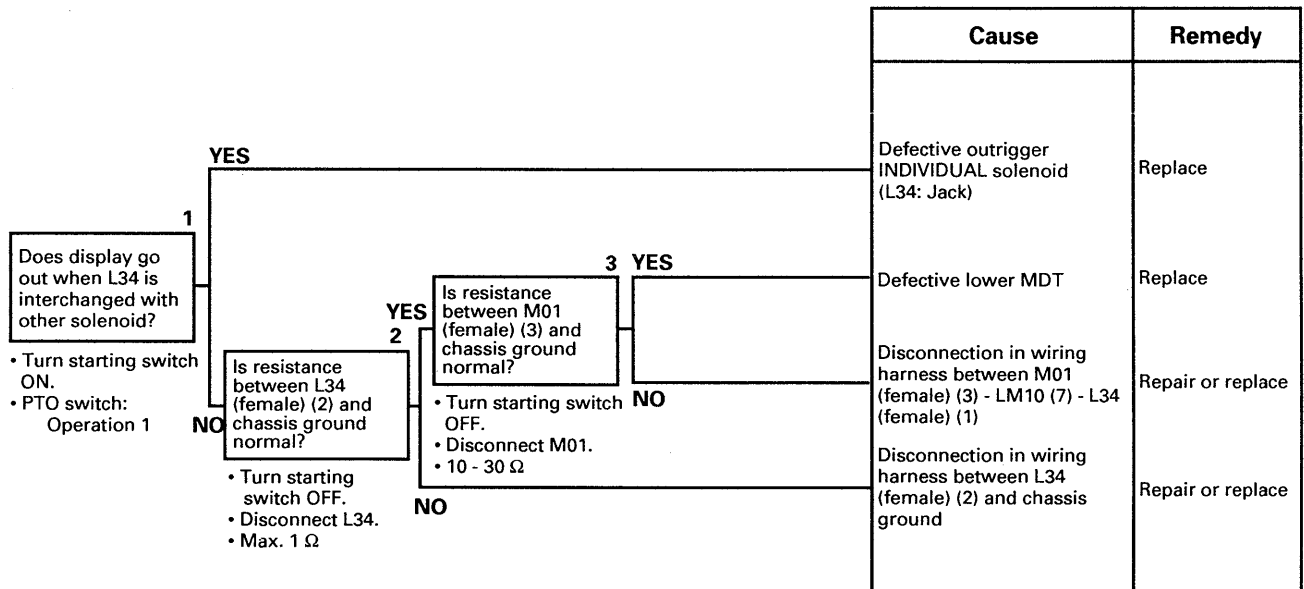 Cause
Remedy
YES
Defective outrigger
INDIVIDUAL solenoid
(L34: Jack)
Replace
1
Does display go
out when L34 is
interchanged with
other solenoid?
• Turn starting switch
ON.
• PTO switch:
Operation 1
NO
2
Is resistance
between L34
(female) (2) and
chassis ground
normal?
• Turn starting
switch OFF.
• Disconnect L34.
• Max. 1 Ω
YES
3
Is resistance
between M01
(female) (3) and
chassis ground
normal?
• Turn starting switch
OFF.
• Disconnect M01.
• 10 - 30 Ω
YES
Defective lower MDT
Replace
NO
Disconnection in wiring
harness between M01
(female) (3) - LM10 (7) - L34
(female) (1)
Repair or replace
NO
Disconnection in wiring
harness between L34
(female) (2) and chassis
ground
Repair or replace